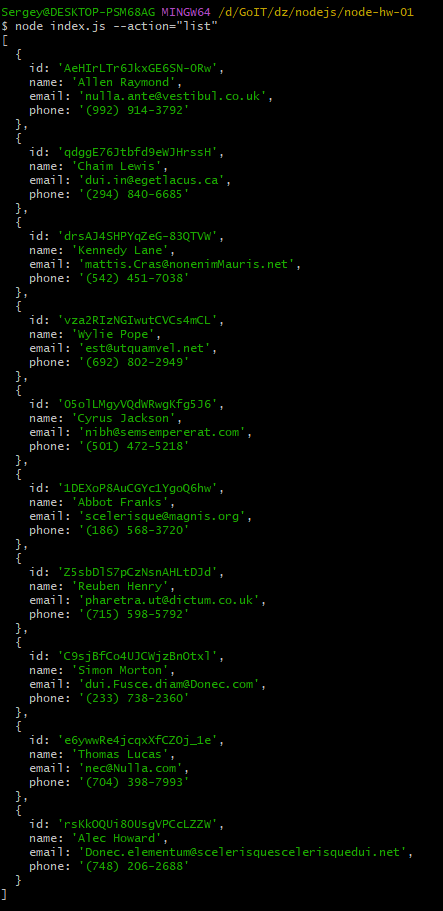 Sergey@DESKTOP-PSM68AG MINGW64 /d/GoIT/dz/nodejs/node-hw-01
$ node index.js --action="list"
[
  {
    id: 'AeHIrLTr6JkxGE6SN-0Rw',
    name: 'Allen Raymond',
    email: 'nulla.ante@vestibul.co.uk',
    phone: '(992) 914-3792'
  },
  {
    id: 'qdggE76Jtbfd9eWJHrssH',
    name: 'Chaim Lewis',
    email: 'dui.in@egetlacus.ca',
    phone: '(294) 840-6685'
  },
  {
    id: 'drsAJ4SHPYqZeG-83QTVW',
    name: 'Kennedy Lane',
    email: 'mattis.Cras@nonenimMauris.net',
    phone: '(542) 451-7038'
  },
  {
    id: 'vza2RIzNGIwutCVCs4mCL',
    name: 'Wylie Pope',
    email: 'est@utquamvel.net',
    phone: '(692) 802-2949'
  },
  {
    id: '05olLMgyVQdWRwgKfg5J6',
    name: 'Cyrus Jackson',
    email: 'nibh@semsempererat.com',
    phone: '(501) 472-5218'
  },
  {
    id: '1DEXoP8AuCGYc1YgoQ6hw',
    name: 'Abbot Franks',
    email: 'scelerisque@magnis.org',
    phone: '(186) 568-3720'
  },
  {
    id: 'Z5sbDlS7pCzNsnAHLtDJd',
    name: 'Reuben Henry',
    email: 'pharetra.ut@dictum.co.uk',
    phone: '(715) 598-5792'
  },
  {
    id: 'C9sjBfCo4UJCWjzBnOtxl',
    name: 'Simon Morton',
    email: 'dui.Fusce.diam@Donec.com',
    phone: '(233) 738-2360'
  },
  {
    id: 'e6ywwRe4jcqxXfCZOj_1e',
    name: 'Thomas Lucas',
    email: 'nec@Nulla.com',
    phone: '(704) 398-7993'
  },
  {
    id: 'rsKkOQUi80UsgVPCcLZZW',
    name: 'Alec Howard',
    email: 'Donec.elementum@scelerisquescelerisquedui.net',
    phone: '(748) 206-2688'
  }
]